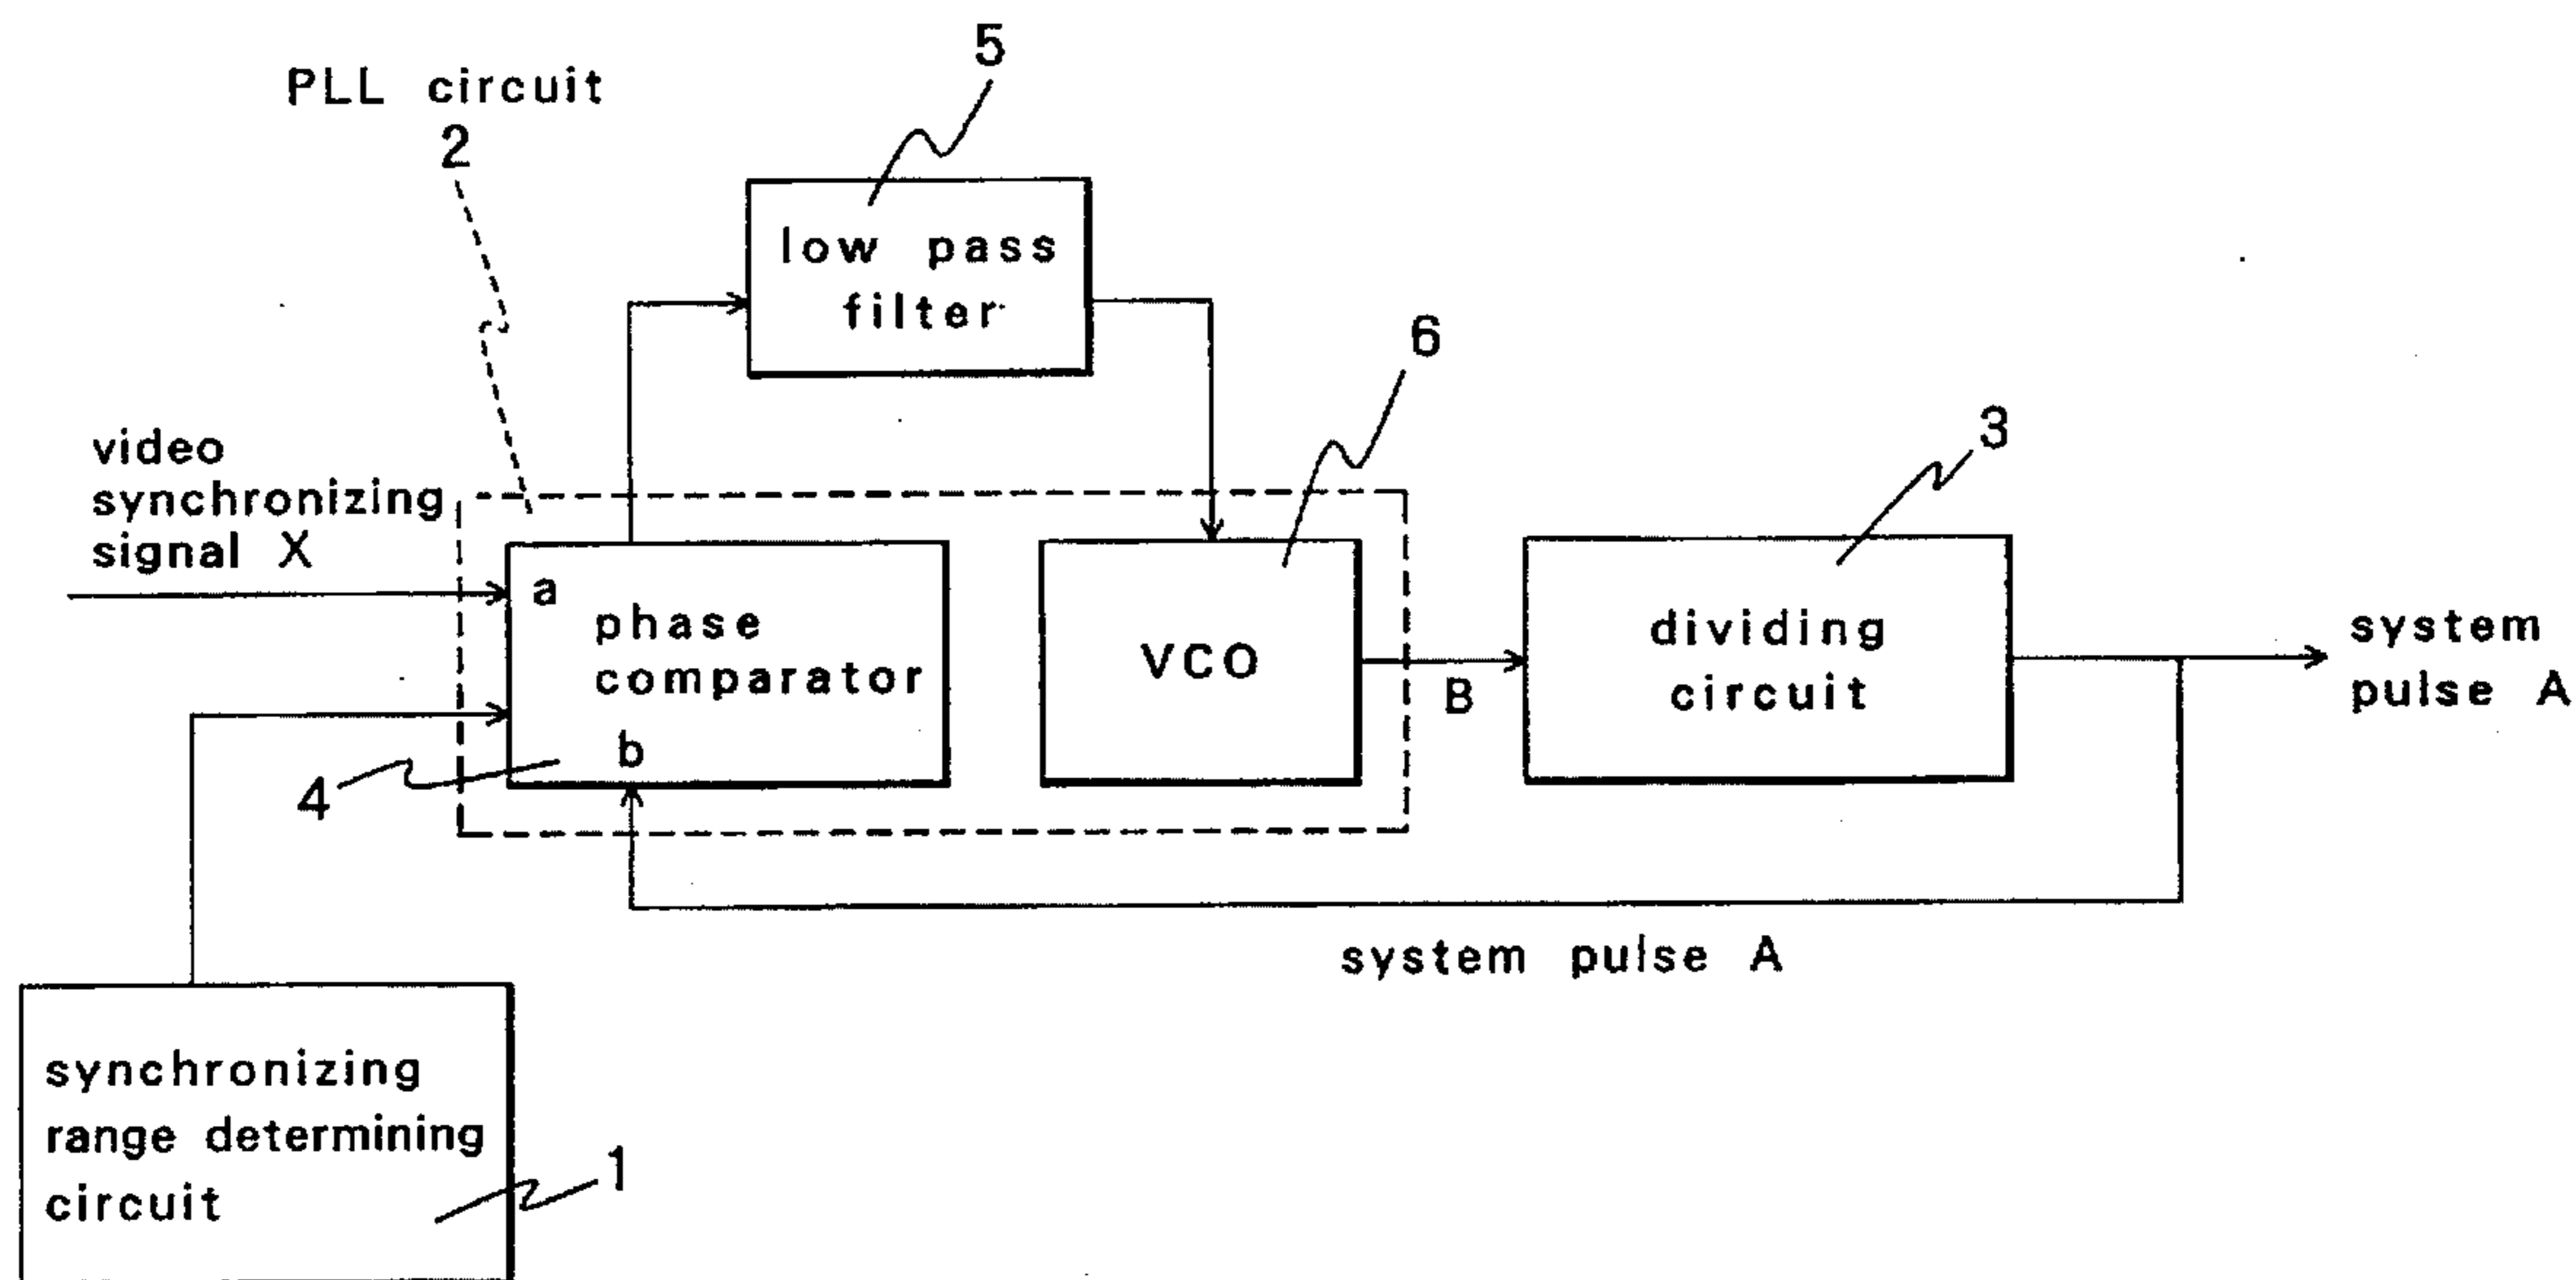 5
PLL circuit
2
low pass
filter
6
video
synchronizing
signal X
3
a
phase
comparator
b
4
VCO
B
dividing
circuit
system
pulse A
system pulse A
synchronizing
range determining
circuit
1